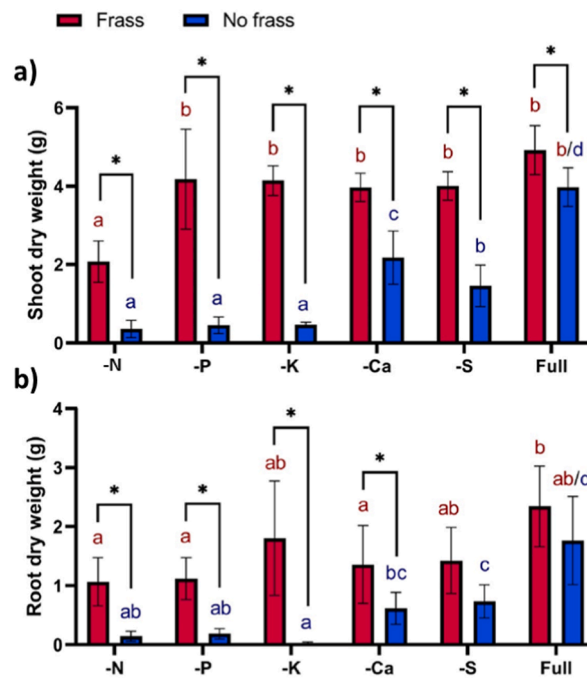 Frass No frass
a)
Shoot dry weight (g)
6
4
2
0
* * * * * *
a a b a b a b c b b b b/d
-N -P -K -Ca -S Full
b)
Root dry weight (g)
4
3
2
1
0
* * * *
a ab a ab ab a a bc ab c b
-N -P -K -Ca -S Full